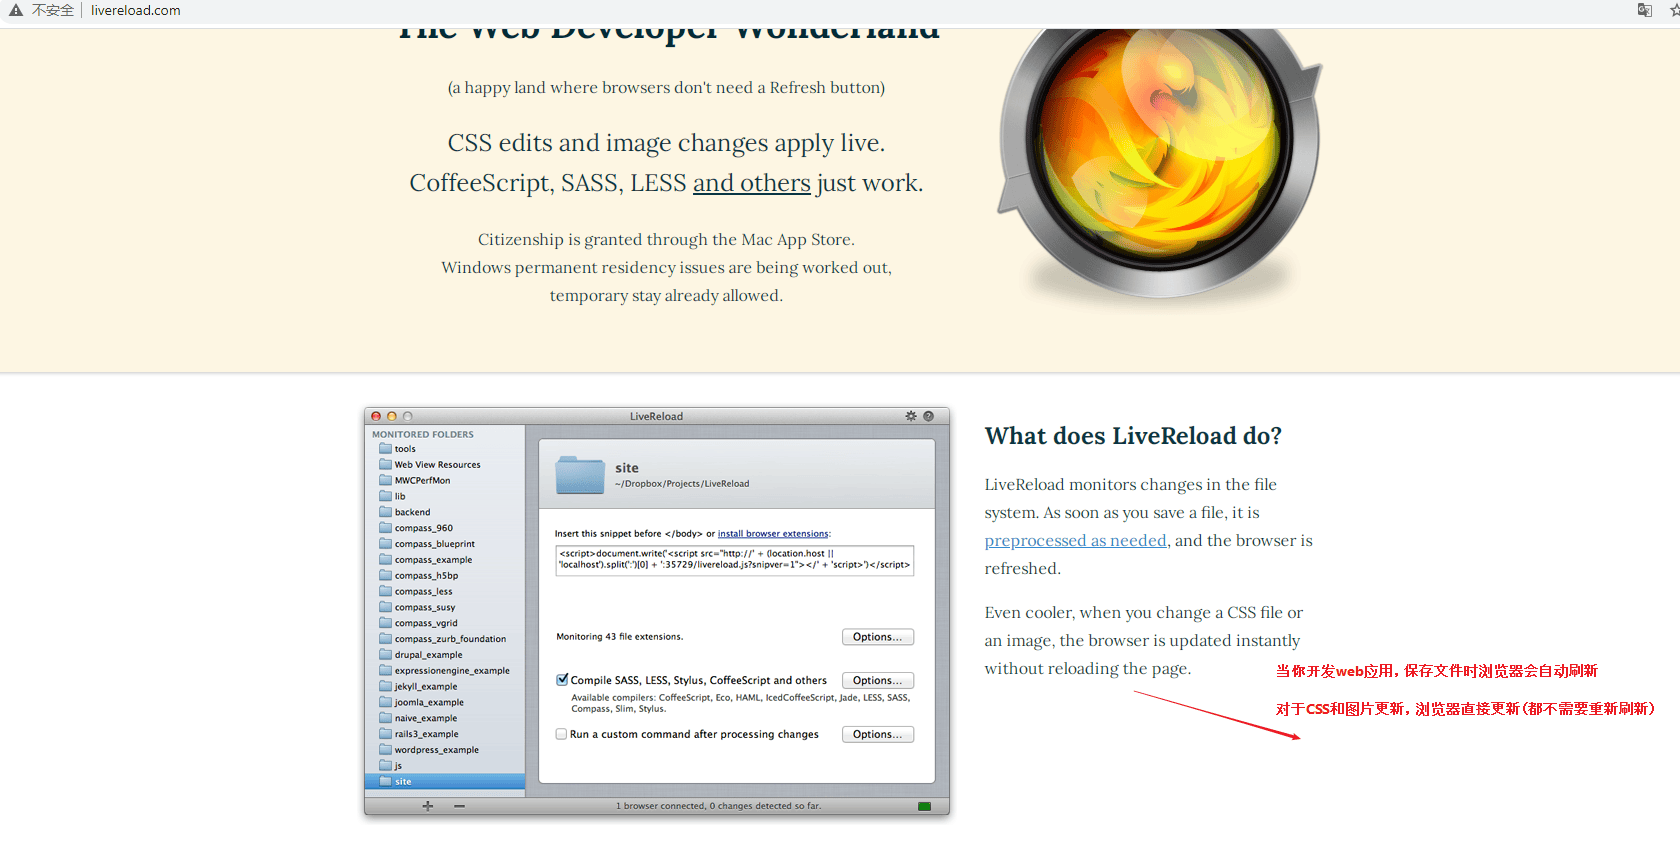 不安全 livereload.com
The Web Developer Wonderland
(a happy land where browsers don't need a Refresh button)
CSS edits and image changes apply live.
CoffeeScript, SASS, LESS and others just work.
Citizenship is granted through the Mac App Store.
Windows permanent residency issues are being worked out,
temporary stay already allowed.
LiveReload
MONITORED FOLDERS
tools
Web View Resources
MWCPerfMon
lib
backend
compass_960
compass_blueprint
compass_example
compass_h5bp
compass_less
compass_susy
compass_vgrid
compass_zurb_foundation
drupal_example
expressionengine_example
jekyll_example
joomla_example
naive_example
rails3_example
wordpress_example
js
site
site
~/Dropbox/Projects/LiveReload
Insert this snippet before </body> or install browser extensions:
<script>document.write('<script src="http://' + (location.host ||
'localhost').split(':')[0] + ':35729/livereload.js?snipver=1"></' + 'script>')</script>
Monitoring 43 file extensions.
Options...
Compile SASS, LESS, Stylus, CoffeeScript and others
Options...
Available compilers: CoffeeScript, Eco, HAML, IcedCoffeeScript, Jade, LESS, SASS,
Compass, Slim, Stylus.
Run a custom command after processing changes
Options...
1 browser connected, 0 changes detected so far.
What does LiveReload do?
LiveReload monitors changes in the file
system. As soon as you save a file, it is
preprocessed as needed, and the browser is
refreshed.
Even cooler, when you change a CSS file or
an image, the browser is updated instantly
without reloading the page.
当你开发web应用,保存文件时浏览器会自动刷新
对于CSS和图片更新,浏览器直接更新(都不需要重新刷新)